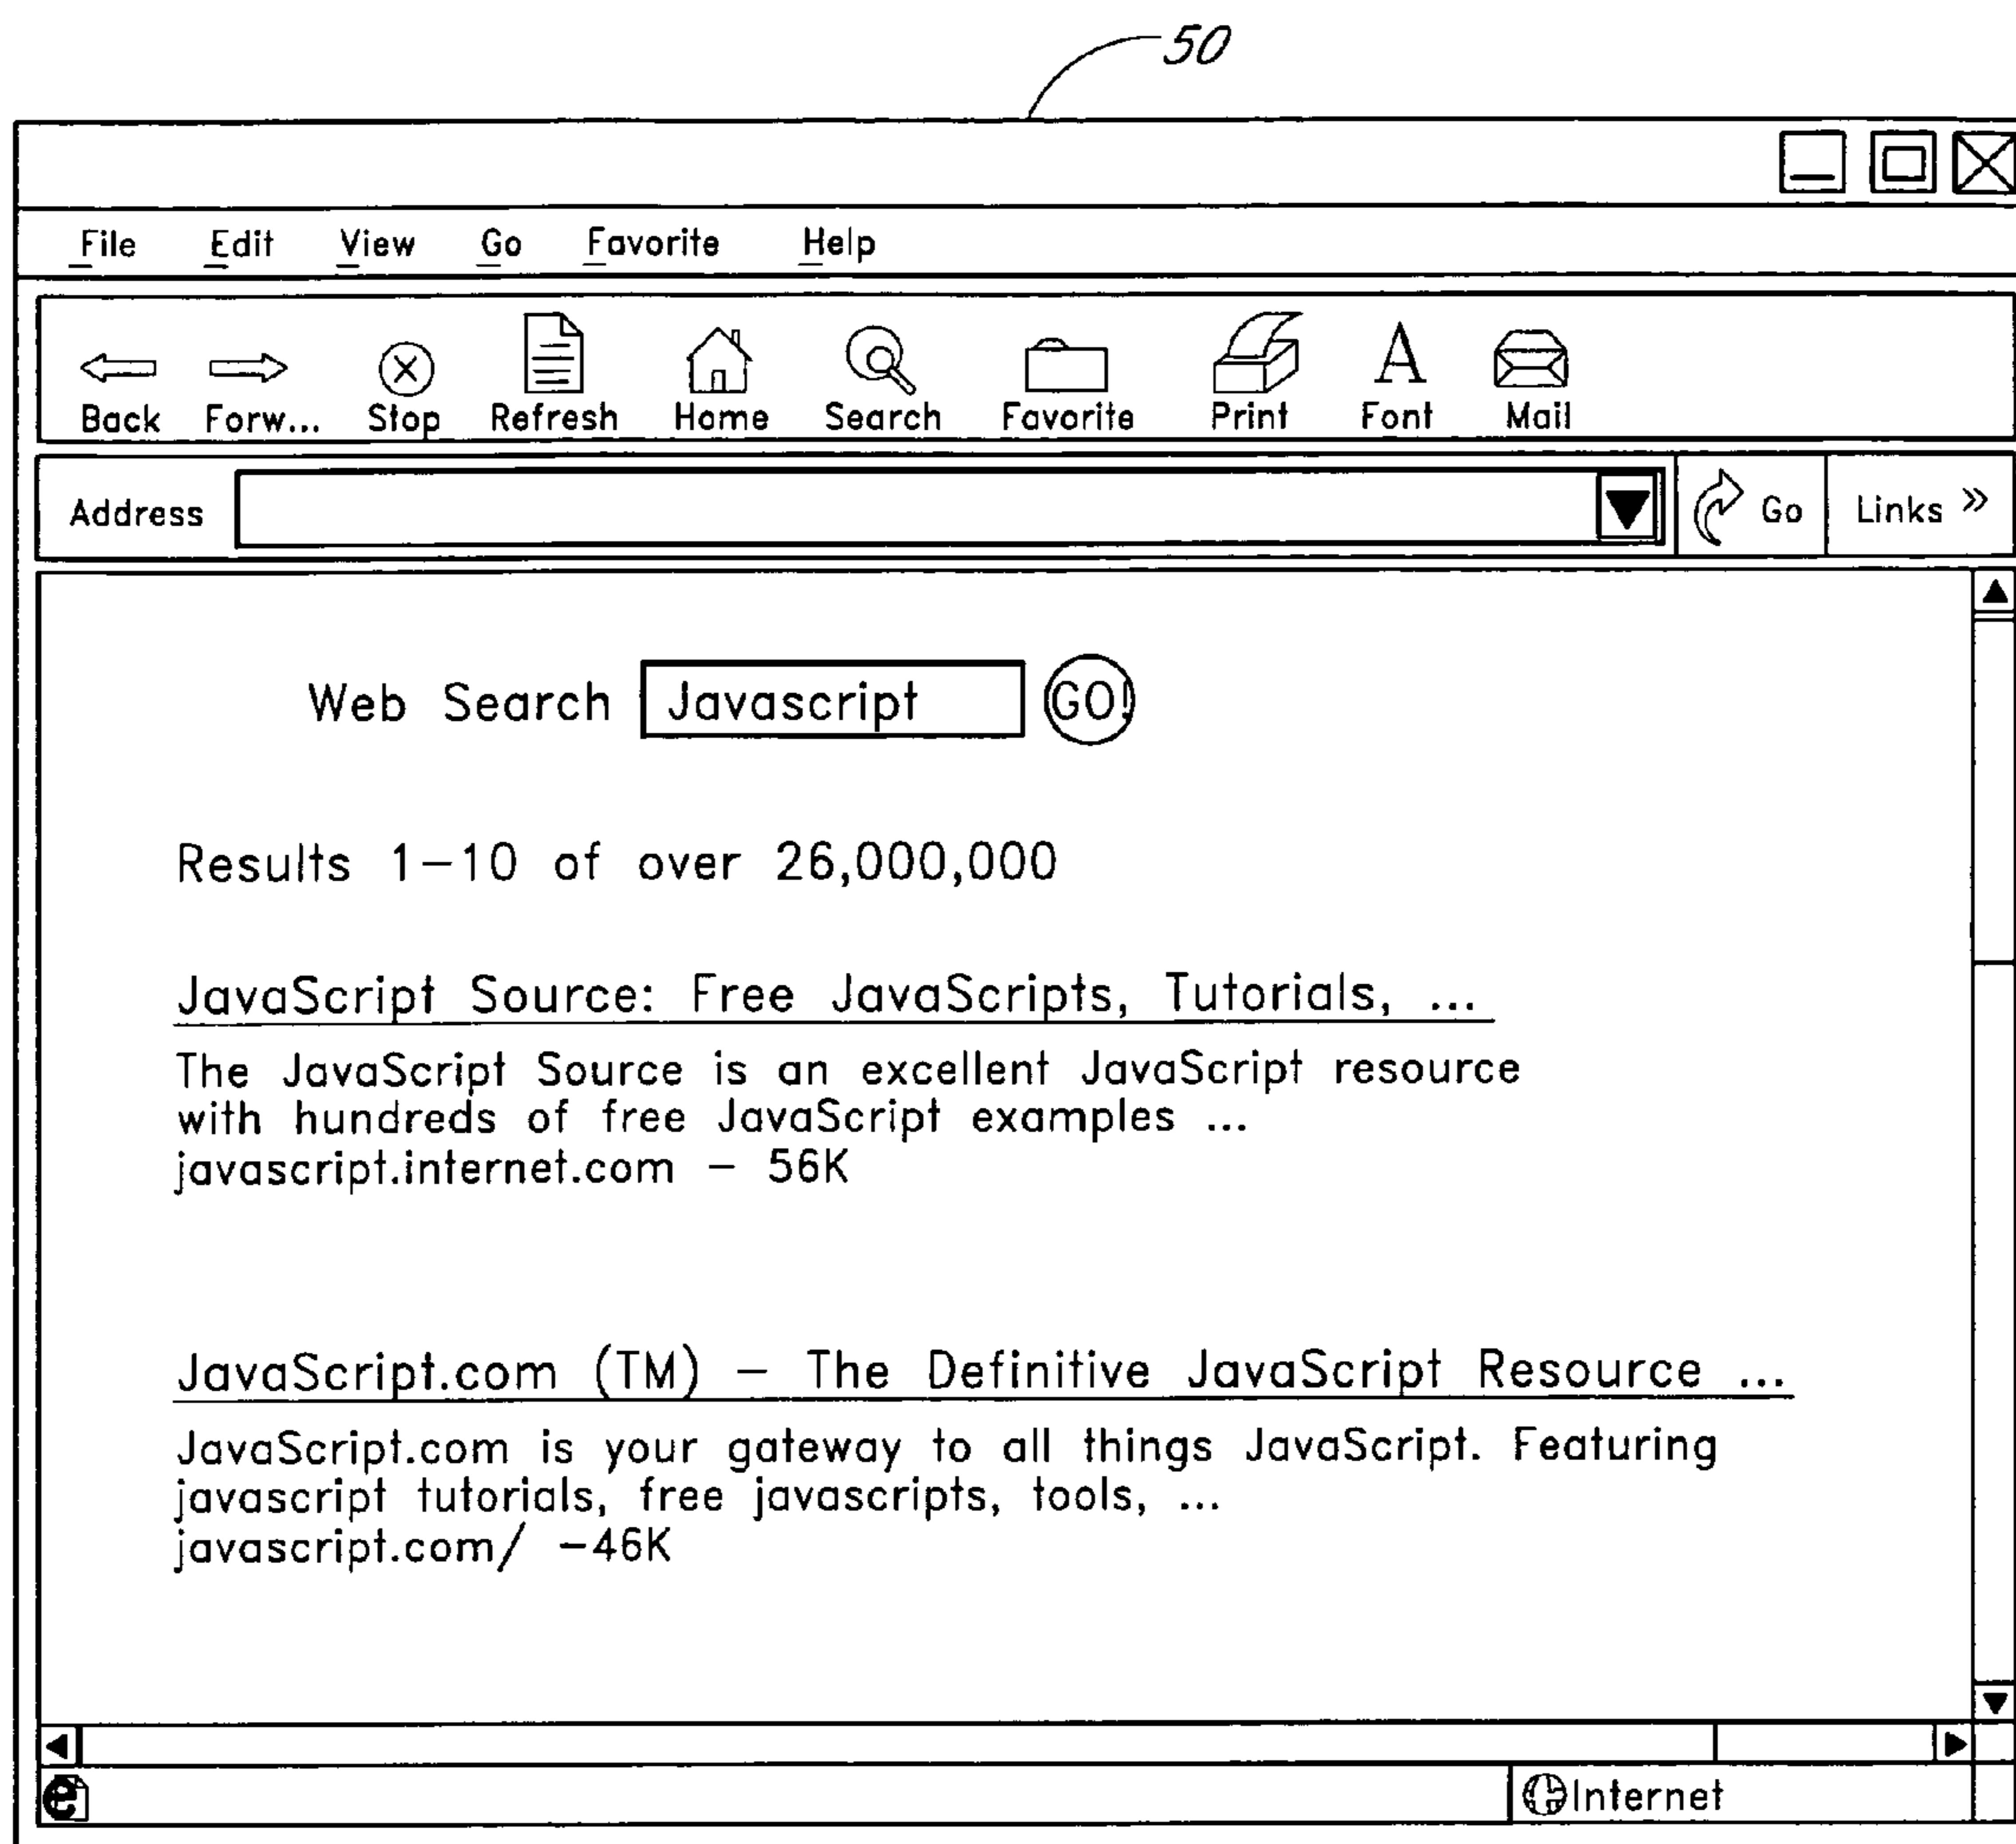 50
File Edit View Go Favorite Help
Back Forw... Stop Refresh Home Search Favorite Print Font Mail
Address Go Links »
Web Search Javascript GO!
Results 1-10 of over 26,000,000
JavaScript Source: Free JavaScripts, Tutorials, ...
The JavaScript Source is an excellent JavaScript resource
with hundreds of free JavaScript examples ...
javascript.internet.com - 56K
JavaScript.com (TM) - The Definitive JavaScript Resource ...
JavaScript.com is your gateway to all things JavaScript. Featuring
javascript tutorials, free javascripts, tools, ...
javascript.com/ -46K
e Internet